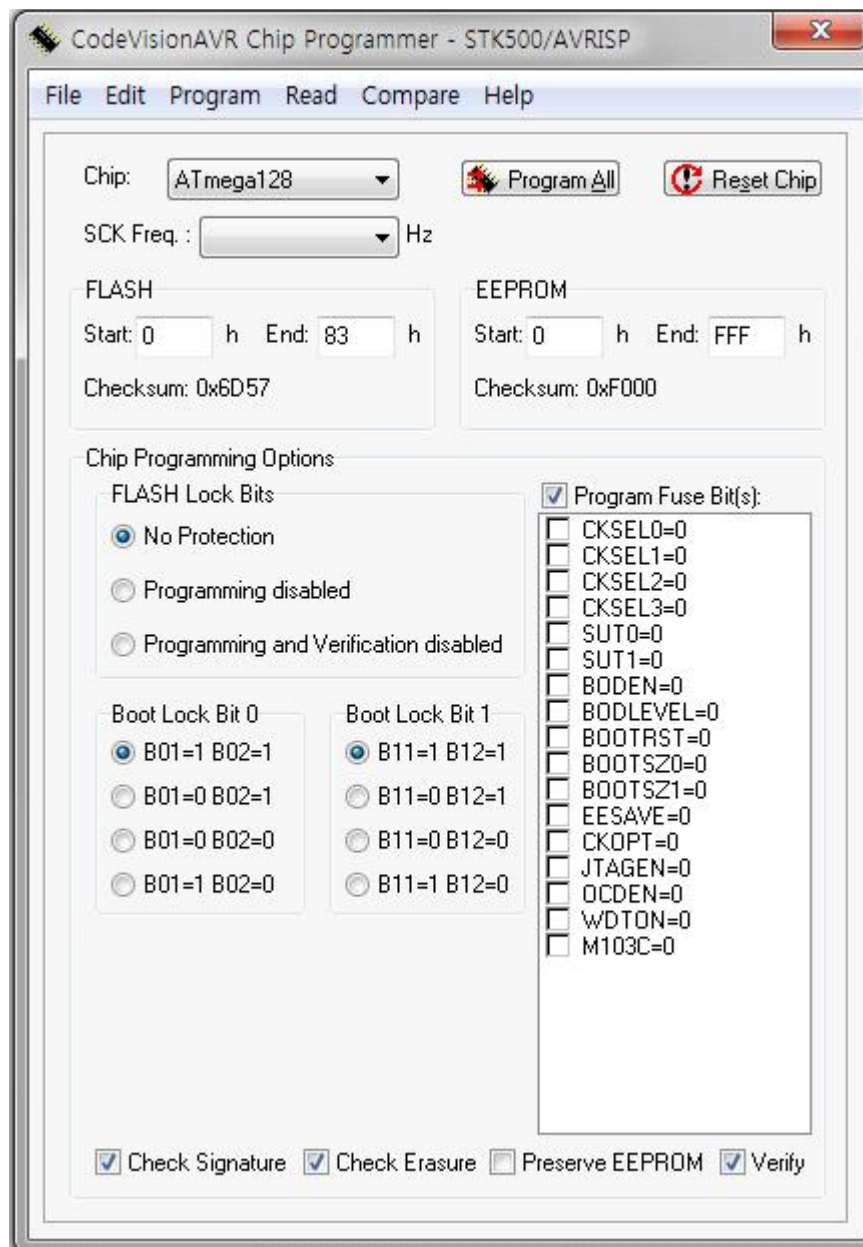 CodeVisionAVR Chip Programmer - STK500/AVRISP
File Edit Program Read Compare Help
Chip: ATmega128 Program All Reset Chip
SCK Freq. : Hz
FLASH
Start: 0 h End: 83 h
Checksum: 0x6D57
EEPROM
Start: 0 h End: FFF h
Checksum: 0xF000
Chip Programming Options
FLASH Lock Bits
No Protection
Programming disabled
Programming and Verification disabled
Boot Lock Bit 0
B01=1 B02=1
B01=0 B02=1
B01=0 B02=0
B01=1 B02=0
Boot Lock Bit 1
B11=1 B12=1
B11=0 B12=1
B11=0 B12=0
B11=1 B12=0
Program Fuse Bit(s):
CKSEL0=0
CKSEL1=0
CKSEL2=0
CKSEL3=0
SUT0=0
SUT1=0
BODEN=0
BODLEVEL=0
BOOTRST=0
BOOTSZ0=0
BOOTSZ1=0
EESAVE=0
CKOPT=0
JTAGEN=0
OCDEN=0
WDTON=0
M103C=0
Check Signature Check Erasure Preserve EEPROM Verify